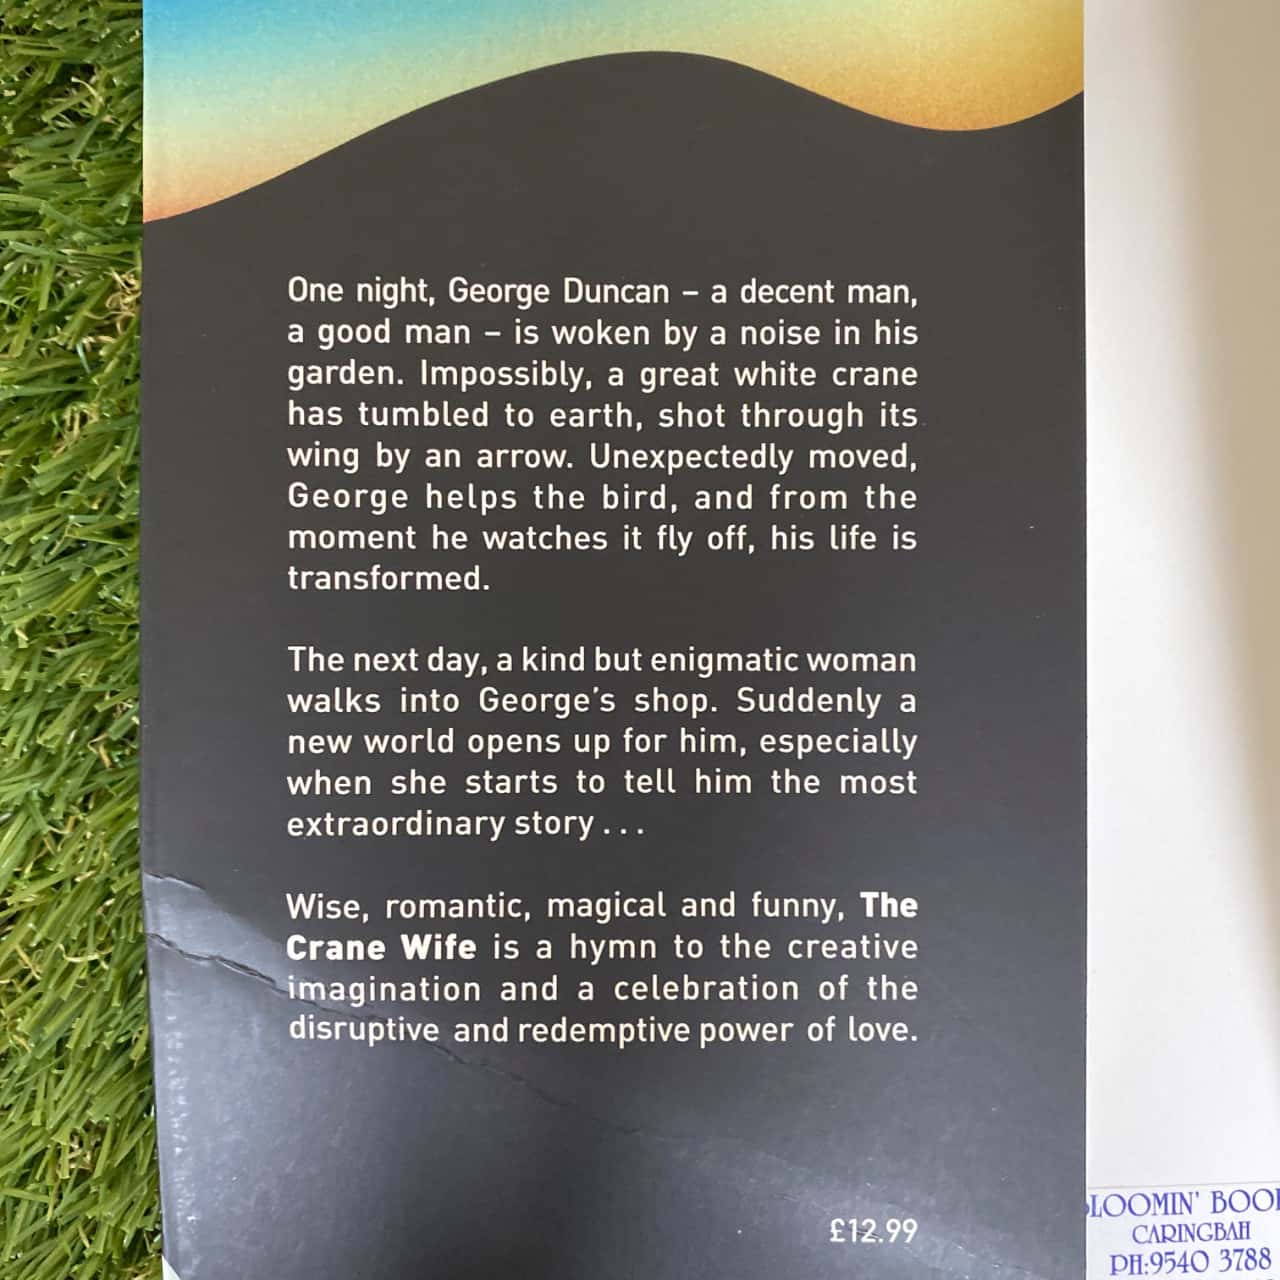 One night, George Duncan – a decent man,
a good man – is woken by a noise in his
garden. Impossibly, a great white crane
has tumbled to earth, shot through its
wing by an arrow. Unexpectedly moved,
George helps the bird, and from the
moment he watches it fly off, his life is
transformed.
The next day, a kind but enigmatic woman
walks into George's shop. Suddenly a
new world opens up for him, especially
when she starts to tell him the most
extraordinary story . . .
Wise, romantic, magical and funny, The
Crane Wife is a hymn to the creative
imagination and a celebration of the
disruptive and redemptive power of love.
£12.99
LOOMIN' BOO
CARINGBAH
PH:9540 3788